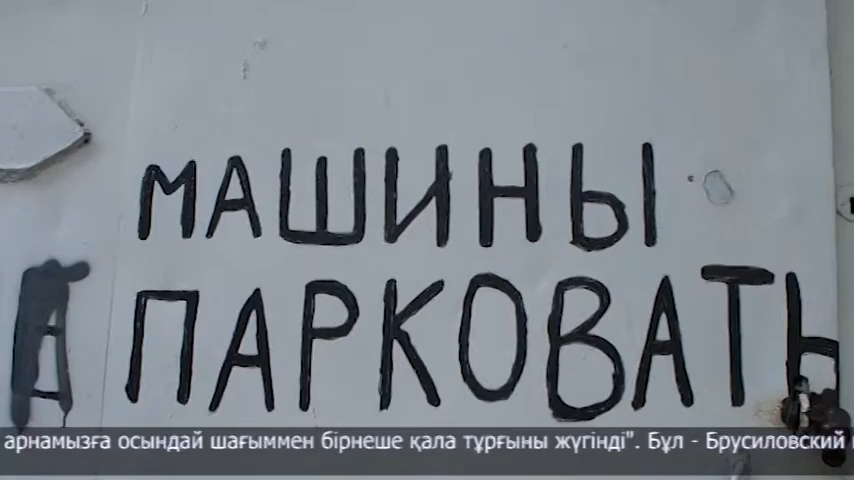 МАШИНЫ
ПАРКОВАТЬ
арнамызға осындай шағыммен бірнеше қала тұрғыны жүгінді". Бұл - Брусиловский